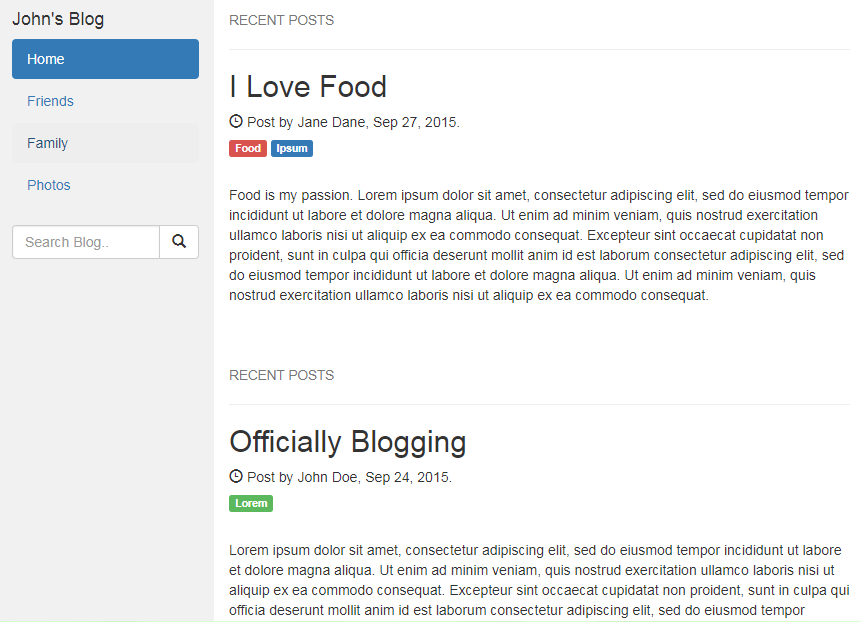 John's Blog
Home
Friends
Family
Photos
Search Blog..
RECENT POSTS
I Love Food
Post by Jane Dane, Sep 27, 2015.
Food Ipsum
Food is my passion. Lorem ipsum dolor sit amet, consectetur adipiscing elit, sed do eiusmod tempor
incididunt ut labore et dolore magna aliqua. Ut enim ad minim veniam, quis nostrud exercitation
ullamco laboris nisi ut aliquip ex ea commodo consequat. Excepteur sint occaecat cupidatat non
proident, sunt in culpa qui officia deserunt mollit anim id est laborum consectetur adipiscing elit, sed
do eiusmod tempor incididunt ut labore et dolore magna aliqua. Ut enim ad minim veniam, quis
nostrud exercitation ullamco laboris nisi ut aliquip ex ea commodo consequat.
RECENT POSTS
Officially Blogging
Post by John Doe, Sep 24, 2015.
Lorem
Lorem ipsum dolor sit amet, consectetur adipiscing elit, sed do eiusmod tempor incididunt ut labore
et dolore magna aliqua. Ut enim ad minim veniam, quis nostrud exercitation ullamco laboris nisi ut
aliquip ex ea commodo consequat. Excepteur sint occaecat cupidatat non proident, sunt in culpa qui
officia deserunt mollit anim id est laborum consectetur adipiscing elit, sed do eiusmod tempor